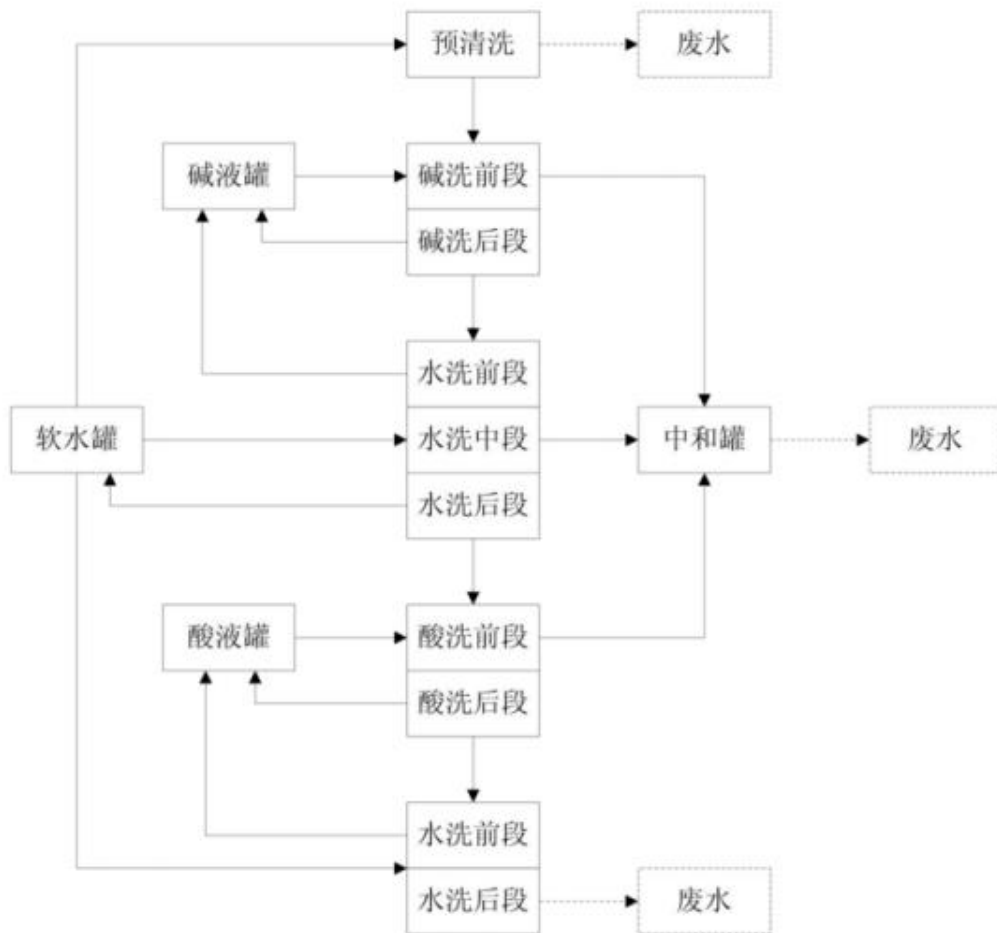 预清洗
废水
碱液罐
碱洗前段
碱洗后段
水洗前段
软水罐
水洗中段
中和罐
废水
水洗后段
酸液罐
酸洗前段
酸洗后段
水洗前段
水洗后段
废水